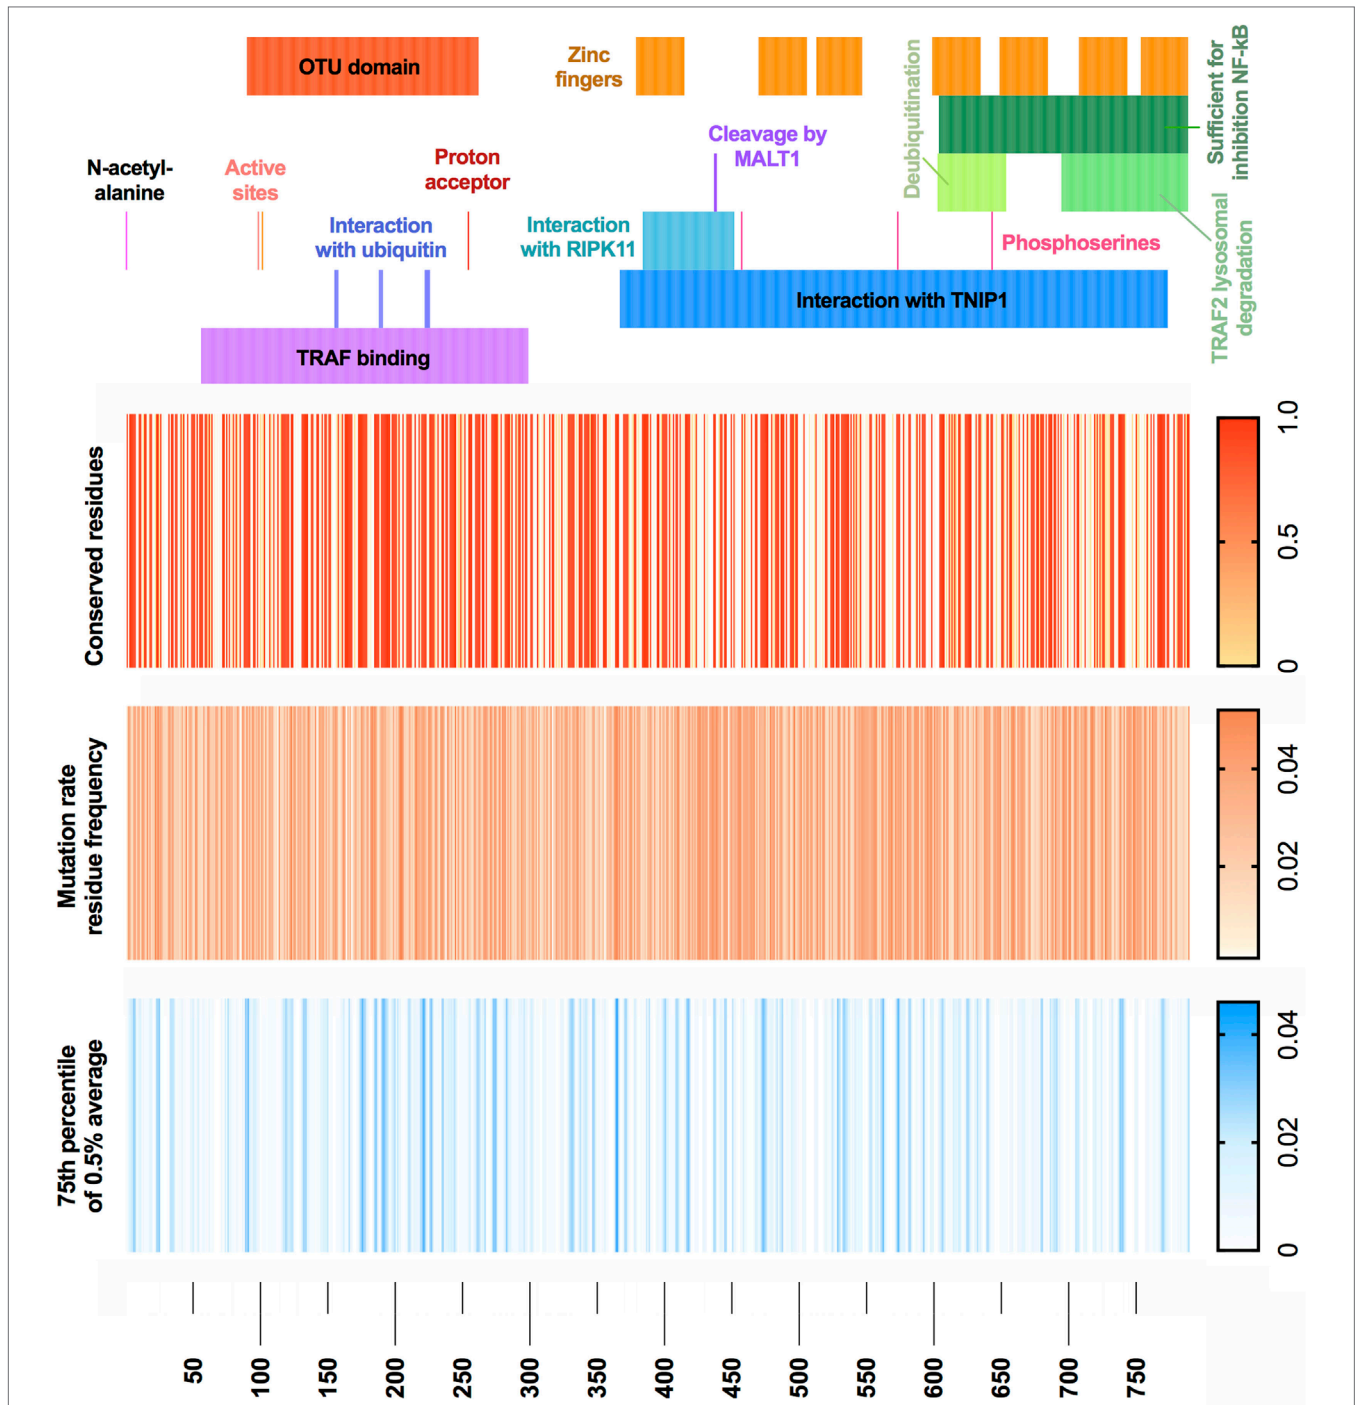 OTU domain
Zinc
fingers
Deubiquitination
Sufficient for
inhibition NF-kB
Cleavage by
MALT1
N-acetyl-
alanine
Active
sites
Proton
acceptor
Interaction
with ubiquitin
Interaction
with RIPK11
Phosphoserines
TRAF2 lysosomal
degradation
Interaction with TNIP1
TRAF binding
Conserved residues
1.0
0.5
0
Mutation rate
residue frequency
0.04
0.02
75th percentile
of 0.5% average
0.04
0.02
0
50
100
150
200
250
300
350
400
450
500
550
600
650
700
750